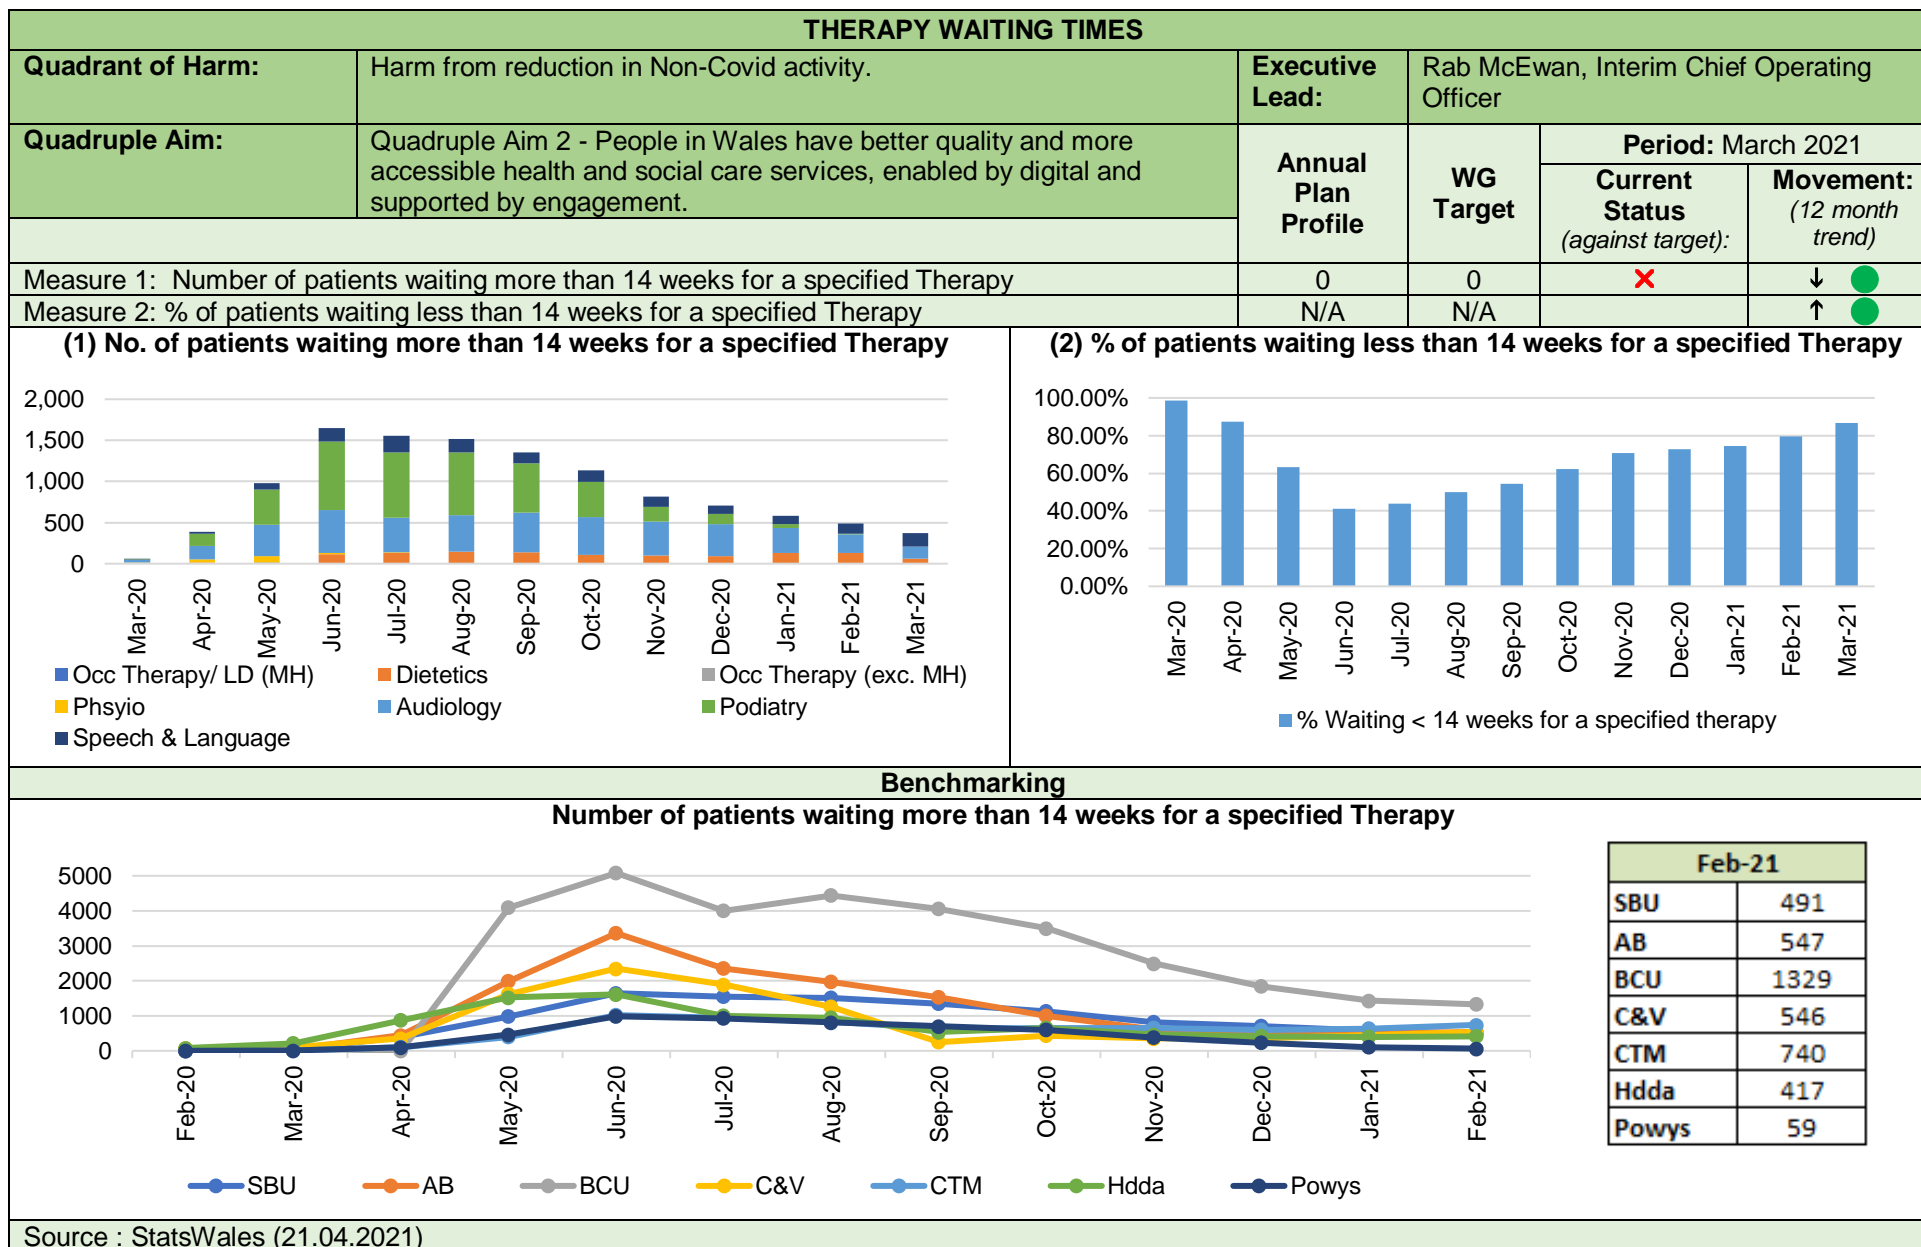 THERAPY WAITING TIMES
Quadrant of Harm:
Harm from reduction in Non-Covid activity.
Executive
Lead:
Rab McEwan, Interim Chief Operating
Officer
Quadruple Aim:
Quadruple Aim 2 - People in Wales have better quality and more
accessible health and social care services, enabled by digital and
supported by engagement.
Annual
Plan
Profile
WG
Target
Period: March 2021
Current
Status
(against target):
Movement:
(12 month
trend)
Measure 1: Number of patients waiting more than 14 weeks for a specified Therapy
0
0
✕
↓
Measure 2: % of patients waiting less than 14 weeks for a specified Therapy
N/A
N/A
↑
(1) No. of patients waiting more than 14 weeks for a specified Therapy
2,000
1,500
1,000
500
0
Mar-20
Apr-20
May-20
Jun-20
Jul-20
Aug-20
Sep-20
Oct-20
Nov-20
Dec-20
Jan-21
Feb-21
Mar-21
Occ Therapy/ LD (MH)
Dietetics
Occ Therapy (exc. MH)
Phsyio
Audiology
Podiatry
Speech & Language
(2) % of patients waiting less than 14 weeks for a specified Therapy
100.00%
80.00%
60.00%
40.00%
20.00%
0.00%
Mar-20
Apr-20
May-20
Jun-20
Jul-20
Aug-20
Sep-20
Oct-20
Nov-20
Dec-20
Jan-21
Feb-21
Mar-21
% Waiting < 14 weeks for a specified therapy
Benchmarking
Number of patients waiting more than 14 weeks for a specified Therapy
5000
4000
3000
2000
1000
0
Feb-20
Mar-20
Apr-20
May-20
Jun-20
Jul-20
Aug-20
Sep-20
Oct-20
Nov-20
Dec-20
Jan-21
Feb-21
SBU
AB
BCU
C&V
CTM
Hdda
Powys
Feb-21
SBU 491
AB 547
BCU 1329
C&V 546
CTM 740
Hdda 417
Powys 59
Source : StatsWales (21.04.2021)